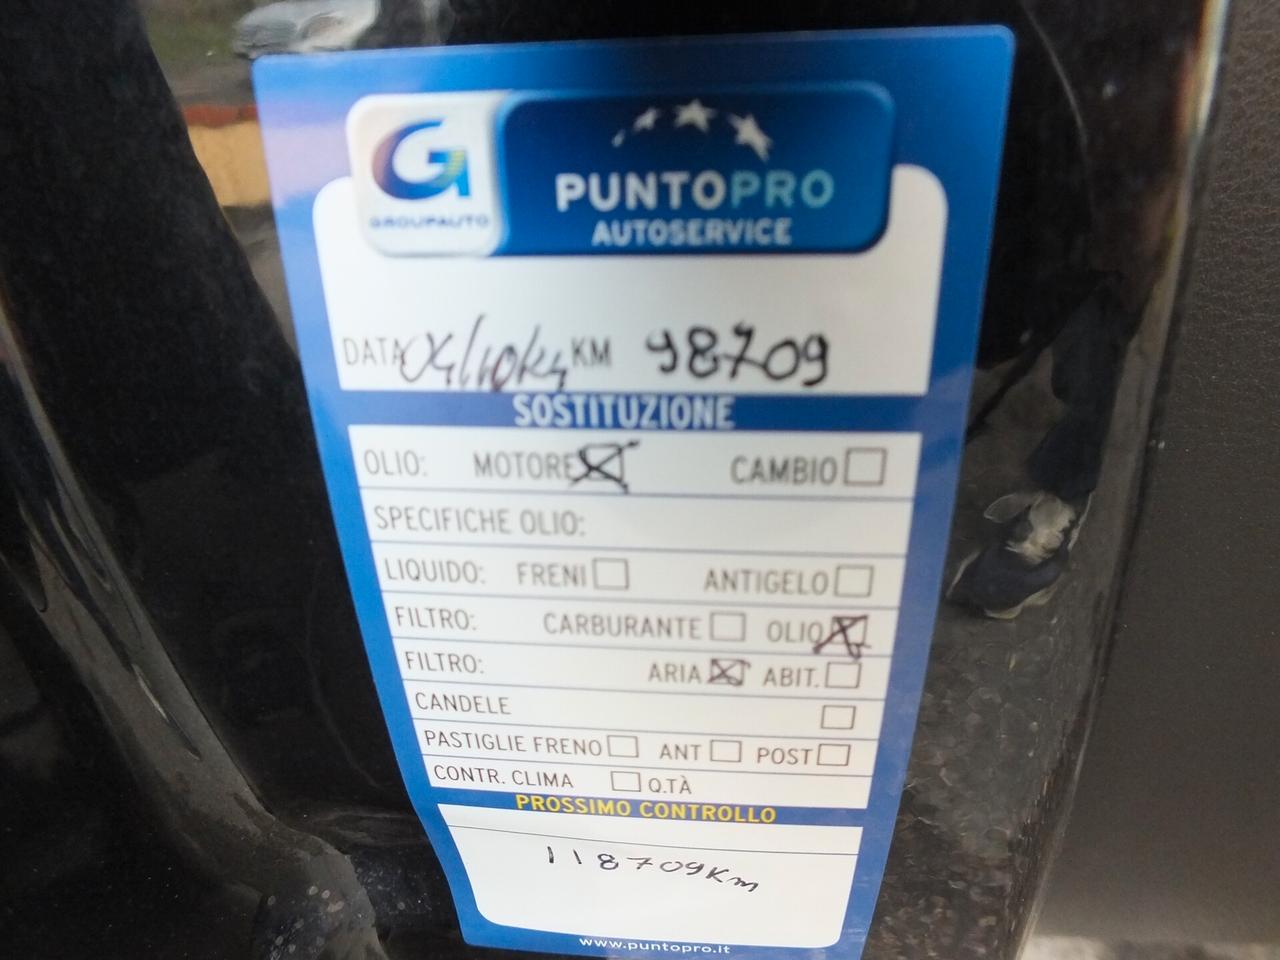 GROUPAUTO
PUNTOPRO
AUTOSERVICE
DATA KM 98709
SOSTITUZIONE
OLIO: MOTORE CAMBIO
SPECIFICHE OLIO:
LIQUIDO: FRENI ANTIGELO
FILTRO: CARBURANTE OLIO
FILTRO: ARIA ABIT.
CANDELE
PASTIGLIE FRENO ANT POST
CONTR. CLIMA Q.TÀ
PROSSIMO CONTROLLO
118709Km
www.puntopro.it